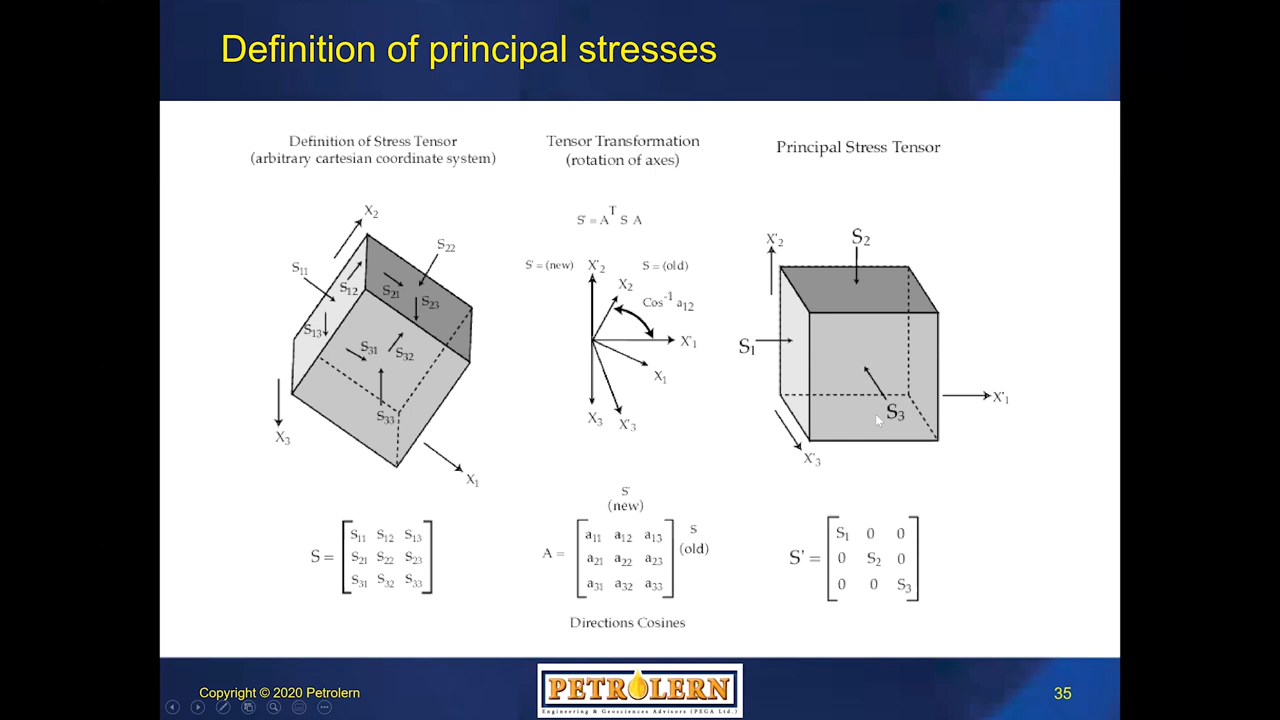 Definition of principal stresses
Definition of Stress Tensor
(arbitrary cartesian coordinate system)
X₂
S₂₂
S₁₁
S₁₂
S₂₁
S₂₃
S₁₃
S₃₁
S₃₂
S₃₃
X₃
X₁
S = [S₁₁ S₁₂ S₁₃
S₂₁ S₂₂ S₂₃
S₃₁ S₃₂ S₃₃]
Tensor Transformation
(rotation of axes)
S' = Aᵀ S A
S' = (new)
X'₂
S = (old)
X₂
Cos⁻¹ a₁₂
X'₁
X₁
X₃
X'₃
S'
(new)
A = [a₁₁ a₁₂ a₁₃
a₂₁ a₂₂ a₂₃
a₃₁ a₃₂ a₃₃]
S
(old)
Directions Cosines
Principal Stress Tensor
X'₂
S₂
S₁
S₃
X'₁
X'₃
S' = [S₁ 0 0
0 S₂ 0
0 0 S₃]
Copyright © 2020 Petrolern
PETROLERN
Engineering & Geosciences Advisors (PEGA Ltd.)
35